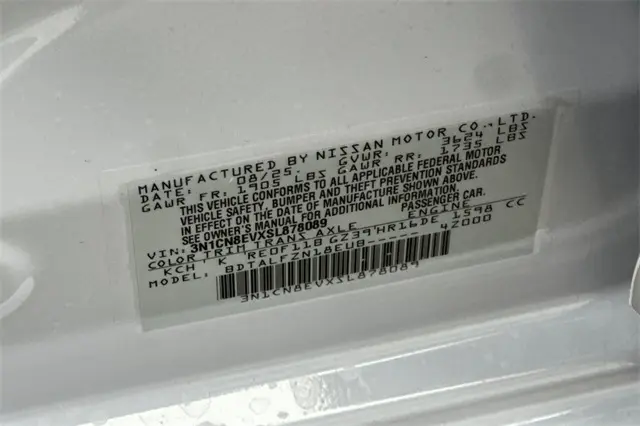 MANUFACTURED BY NISSAN MOTOR CO.,LTD.
08/25. GVWR: 3624 LBS
GAWR FR. 1905 LBS GAWR RR: 1735 LBS
THIS VEHICLE CONFORMS TO ALL APPLICABLE FEDERAL MOTOR
VEHICLE SAFETY, BUMPER AND THEFT PREVENTION STANDARDS
IN EFFECT ON THE DATE OF MANUFACTURE SHOWN ABOVE.
SEE OWNER'S MANUAL FOR ADDITIONAL INFORMATION.
VIN: 3N1CN8EVXSL878089 PASSENGER CAR.
COLOR TRIM TRANS AXLE ENGINE 1598 CC
KCH K RE0F11B GZ39 HR16DE 4Z000
BDTALFZN18EU8-----
3N1CN8EVXSL878089